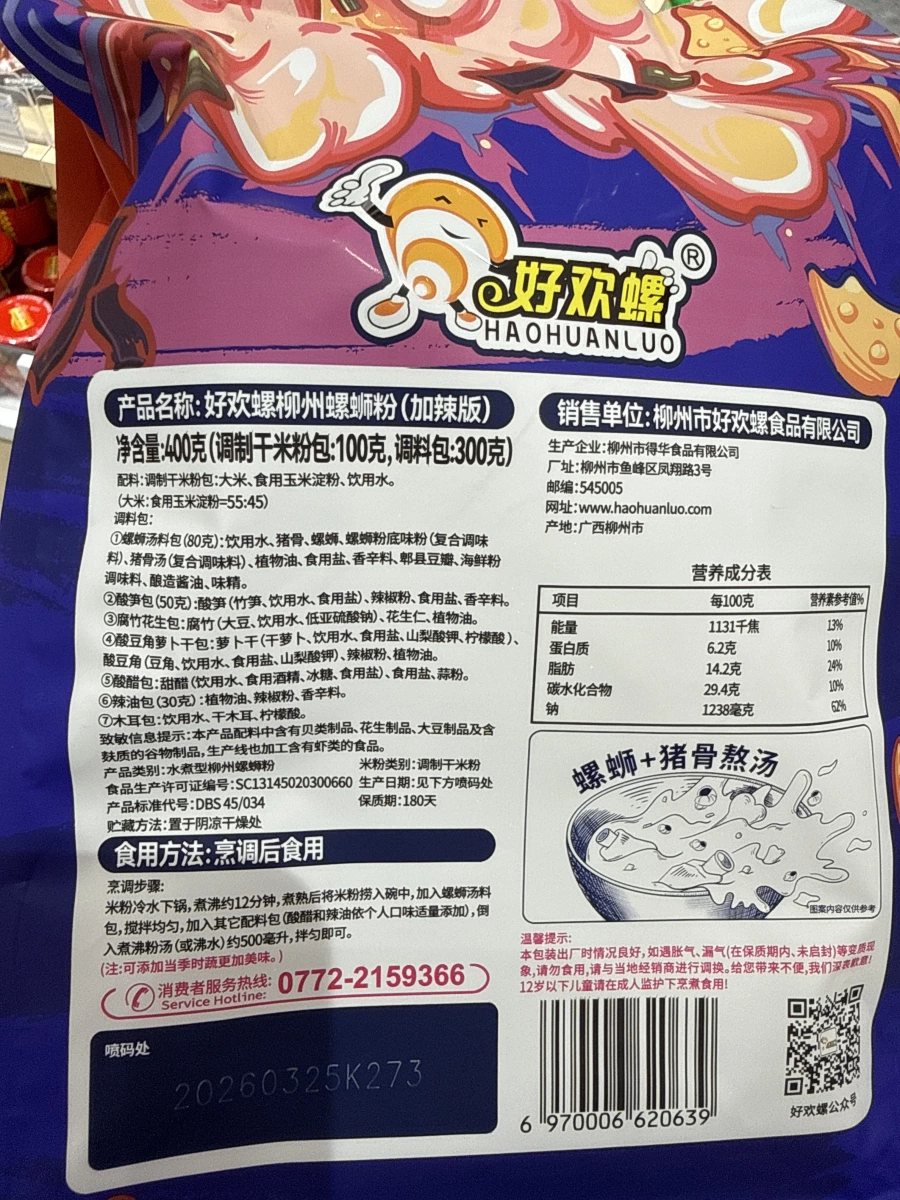 好欢螺®
HAOHUANLUO
产品名称:好欢螺柳州螺蛳粉(加辣版)
净含量:400克(调制干米粉包:100克,调料包:300克)
配料:调制干米粉包:大米、食用玉米淀粉、饮用水。
(大米:食用玉米淀粉=55:45)
调料包:
①螺蛳汤料包(80克):饮用水、猪骨、螺蛳、螺蛳粉底味粉(复合调味
料)、猪骨汤(复合调味料)、植物油、食用盐、香辛料、郫县豆瓣、海鲜粉
调味料、酿造酱油、味精。
②酸笋包(50克):酸笋(竹笋、饮用水、食用盐)、辣椒粉、食用盐、香辛料。
③腐竹花生包:腐竹(大豆、饮用水、低亚硫酸钠)、花生仁、植物油。
④酸豆角萝卜干包:萝卜干(干萝卜、饮用水、食用盐、山梨酸钾、柠檬酸)、
酸豆角(豆角、饮用水、食用盐、山梨酸钾)、辣椒粉、植物油。
⑤酸醋包:甜醋(饮用水、食用酒精、冰糖、食用盐)、食用盐、蒜粉。
⑥辣油包(30克):植物油、辣椒粉、香辛料。
⑦木耳包:饮用水、干木耳、柠檬酸。
致敏信息提示:本产品配料中含有贝类制品、花生制品、大豆制品及含
麸质的谷物制品,生产线也加工含有虾类的食品。
产品类别:水煮型柳州螺蛳粉 米粉类别:调制干米粉
食品生产许可证编号:SC13145020300660 生产日期:见下方喷码处
产品标准代号:DBS 45/034 保质期:180天
贮藏方法:置于阴凉干燥处
食用方法:烹调后食用
烹调步骤:
米粉冷水下锅,煮沸约12分钟,煮熟后将米粉捞入碗中,加入螺蛳汤料
包,搅拌均匀,加入其它配料包(酸醋和辣油依个人口味适量添加),倒
入煮沸粉汤(或沸水)约500毫升,拌匀即可。
(注:可添加当季时蔬更加美味。)
消费者服务热线: 0772-2159366
Service Hotline:
喷码处
20260325K273
销售单位:柳州市好欢螺食品有限公司
生产企业:柳州市得华食品有限公司
厂址:柳州市鱼峰区凤翔路3号
邮编:545005
网址:www.haohuanluo.com
产地:广西柳州市
营养成分表
项目 每100克 营养素参考值%
能量 1131千焦 13%
蛋白质 6.2克 10%
脂肪 14.2克 24%
碳水化合物 29.4克 10%
钠 1238毫克 62%
螺蛳+猪骨熬汤
*图案内容仅供参考
温馨提示:
本包装出厂时情况良好,如遇胀气、漏气(在保质期内、未启封)等变质现
象,请勿食用,请与当地经销商进行调换。给您带来不便,我们深表歉意!
12岁以下儿童请在成人监护下烹煮食用!
6 970006 620639
好欢螺公众号